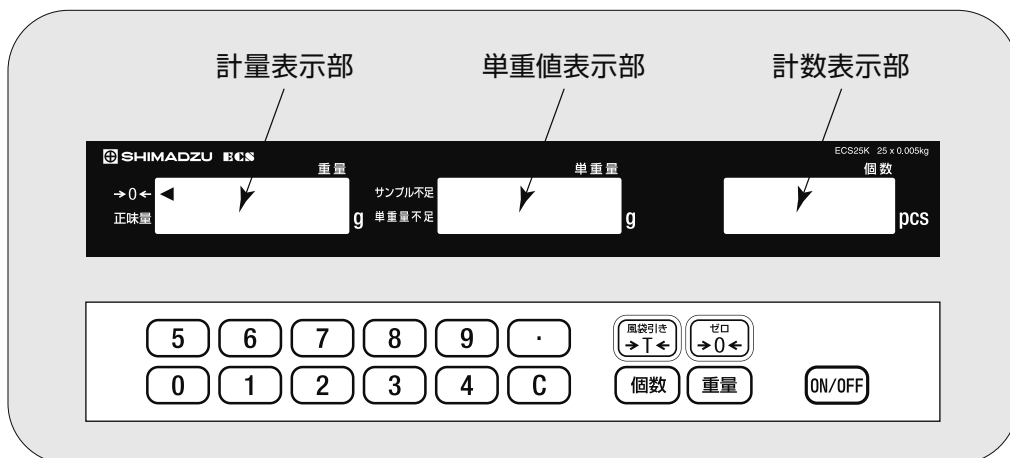 計量表示部 単重値表示部 計数表示部
SHIMADZU ECS ECS25K 25 x 0.005kg
重量 単重量 個数
→0← サンプル不足
正味量 g 単重量不足 g pcs
5 6 7 8 9 · 風袋引き →T← ゼロ →0←
0 1 2 3 4 C 個数 重量 ON/OFF